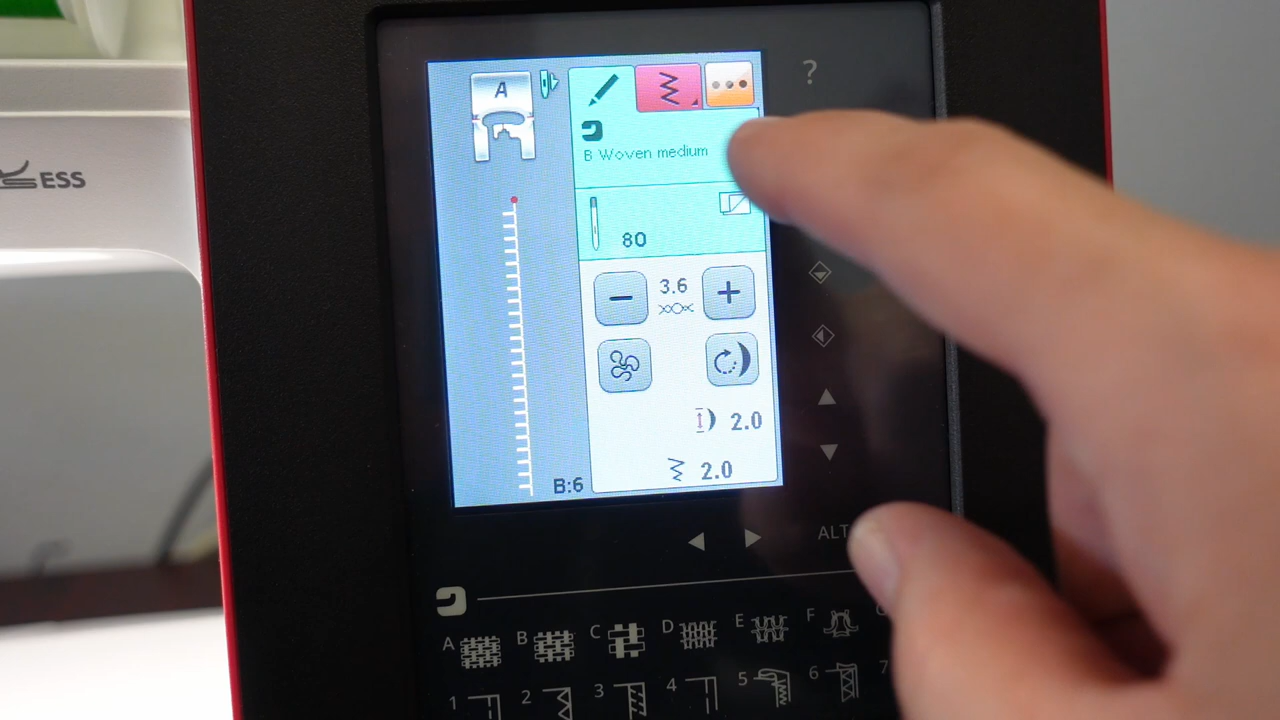 A
?
ESS
B Woven medium
80
3.6
2.0
2.0
B:6
ALT
A B C D E F
1 2 3 4 5 6 7